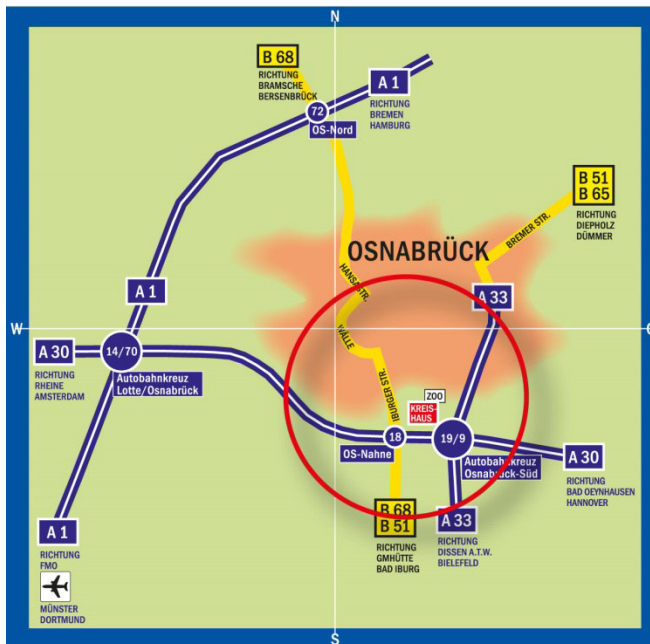 N
B 68
RICHTUNG
BRAMSCHE
BERSENBRÜCK
A 1
RICHTUNG
BREMEN
HAMBURG
72
OS-Nord
B 51
B 65
RICHTUNG
DIEPHOLZ
DÜMMER
BREMER STR.
OSNABRÜCK
HANSASTR.
A 1
A 33
W
O
WÄLLE
A 30
14/70
RICHTUNG
RHEINE
AMSTERDAM
Autobahnkreuz
Lotte/Osnabrück
IBURGER STR.
ZOO
KREIS-
HAUS
18
19/9
OS-Nahne
Autobahnkreuz
Osnabrück-Süd
A 30
RICHTUNG
BAD OEYNHAUSEN
HANNOVER
B 68
B 51
A 33
A 1
RICHTUNG
GMHÜTTE
BAD IBURG
RICHTUNG
DISSEN A.T.W.
BIELEFELD
RICHTUNG
FMO
MÜNSTER
DORTMUND
S